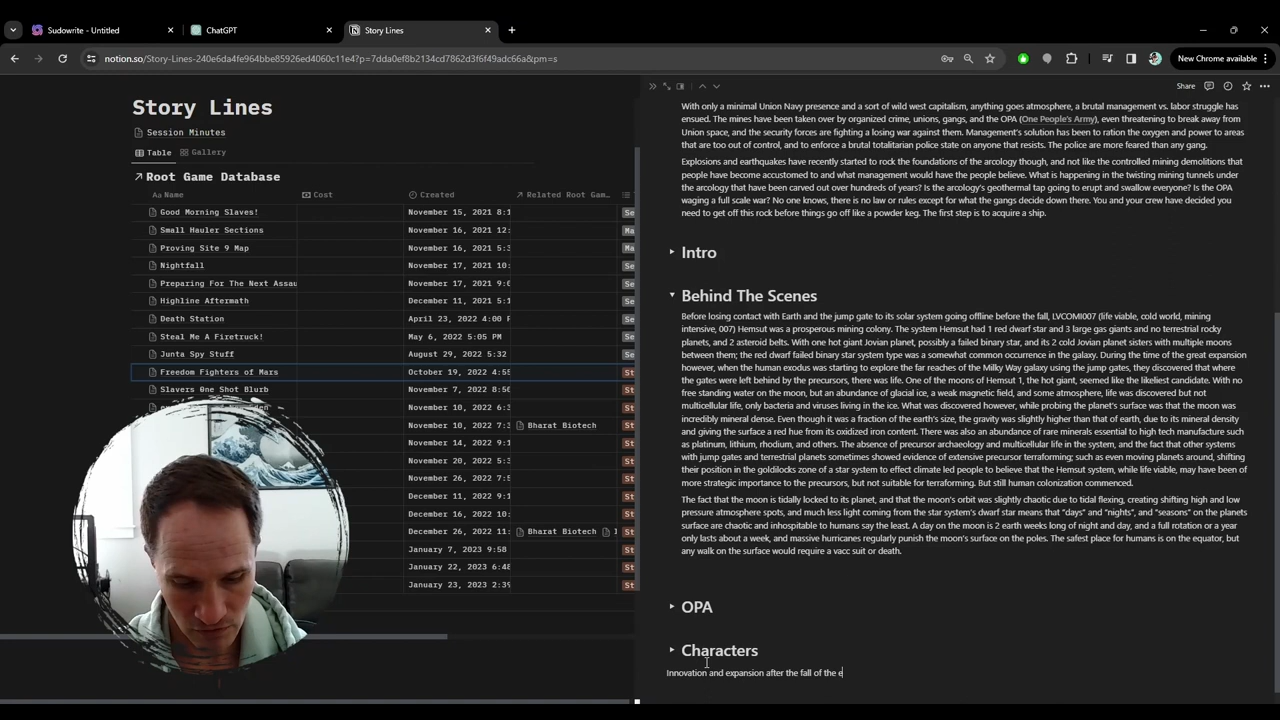 Sudowrite - Untitled
ChatGPT
Story Lines
notion.so/Story-Lines-240e6da4fe964bbe85926ed4060c11e4?p=7dda0ef8b2134cd7862d3f6f49adc66a&pm=s
New Chrome available
Share
Story Lines
Session Minutes
Table Gallery
Root Game Database
Aa Name Cost Created Related Root Gam…
Good Morning Slaves! November 15, 2021 8:1 Se
Small Hauler Sections November 16, 2021 12: Ma
Proving Site 9 Map November 16, 2021 5:3 Ma
Nightfall November 17, 2021 10: Se
Preparing For The Next Assau November 17, 2021 9:0 Se
Highline Aftermath December 11, 2021 5:1 Se
Death Station April 23, 2022 4:00 P Se
Steal Me A Firetruck! May 6, 2022 5:05 PM Se
Junta Spy Stuff August 29, 2022 5:32 Se
Freedom Fighters of Mars October 19, 2022 4:55 St
Slavers One Shot Blurb November 7, 2022 8:50 St
November 10, 2022 6:3 St
November 10, 2022 7:3 Bharat Biotech St
November 14, 2022 9:1 St
November 20, 2022 5:3 St
November 26, 2022 7:5 St
December 11, 2022 9:1 St
December 16, 2022 10: St
December 26, 2022 11: Bharat Biotech St
January 7, 2023 9:58 St
January 22, 2023 6:48 St
January 23, 2023 2:39 St
With only a minimal Union Navy presence and a sort of wild west capitalism, anything goes atmosphere, a brutal management vs. labor struggle has
ensued. The mines have been taken over by organized crime, unions, gangs, and the OPA (One People's Army), even threatening to break away from
Union space, and the security forces are fighting a losing war against them. Management's solution has been to ration the oxygen and power to areas
that are too out of control, and to enforce a brutal totalitarian police state on anyone that resists. The police are more feared than any gang.
Explosions and earthquakes have recently started to rock the foundations of the arcology though, and not like the controlled mining demolitions that
people have become accustomed to and what management would have the people believe. What is happening in the twisting mining tunnels under
the arcology that have been carved out over hundreds of years? Is the arcology's geothermal tap going to erupt and swallow everyone? Is the OPA
waging a full scale war? No one knows, there is no law or rules except for what the gangs decide down there. You and your crew have decided you
need to get off this rock before things go off like a powder keg. The first step is to acquire a ship.
Intro
Behind The Scenes
Before losing contact with Earth and the jump gate to its solar system going offline before the fall, LVCOMI007 (life viable, cold world, mining
intensive, 007) Hemsut was a prosperous mining colony. The system Hemsut had 1 red dwarf star and 3 large gas giants and no terrestrial rocky
planets, and 2 asteroid belts. With one hot giant Jovian planet, possibly a failed binary star, and its 2 cold Jovian planet sisters with multiple moons
between them; the red dwarf failed binary star system type was a somewhat common occurrence in the galaxy. During the time of the great expansion
however, when the human exodus was starting to explore the far reaches of the Milky Way galaxy using the jump gates, they discovered that where
the gates were left behind by the precursors, there was life. One of the moons of Hemsut 1, the hot giant, seemed like the likeliest candidate. With no
free standing water on the moon, but an abundance of glacial ice, a weak magnetic field, and some atmosphere, life was discovered but not
multicellular life, only bacteria and viruses living in the ice. What was discovered however, while probing the planet's surface was that the moon was
incredibly mineral dense. Even though it was a fraction of the earth's size, the gravity was slightly higher than that of earth, due to its mineral density
and giving the surface a red hue from its oxidized iron content. There was also an abundance of rare minerals essential to high tech manufacture such
as platinum, lithium, rhodium, and others. The absence of precursor archaeology and multicellular life in the system, and the fact that other systems
with jump gates and terrestrial planets sometimes showed evidence of extensive precursor terraforming; such as even moving planets around, shifting
their position in the goldilocks zone of a star system to effect climate led people to believe that the Hemsut system, while life viable, may have been of
more strategic importance to the precursors, but not suitable for terraforming. But still human colonization commenced.
The fact that the moon is tidally locked to its planet, and that the moon's orbit was slightly chaotic due to tidal flexing, creating shifting high and low
pressure atmosphere spots, and much less light coming from the star system's dwarf star means that "days" and "nights", and "seasons" on the planets
surface are chaotic and inhospitable to humans say the least. A day on the moon is 2 earth weeks long of night and day, and a full rotation or a year
only lasts about a week, and massive hurricanes regularly punish the moon's surface on the poles. The safest place for humans is on the equator, but
any walk on the surface would require a vacc suit or death.
OPA
Characters
Innovation and expansion after the fall of the e